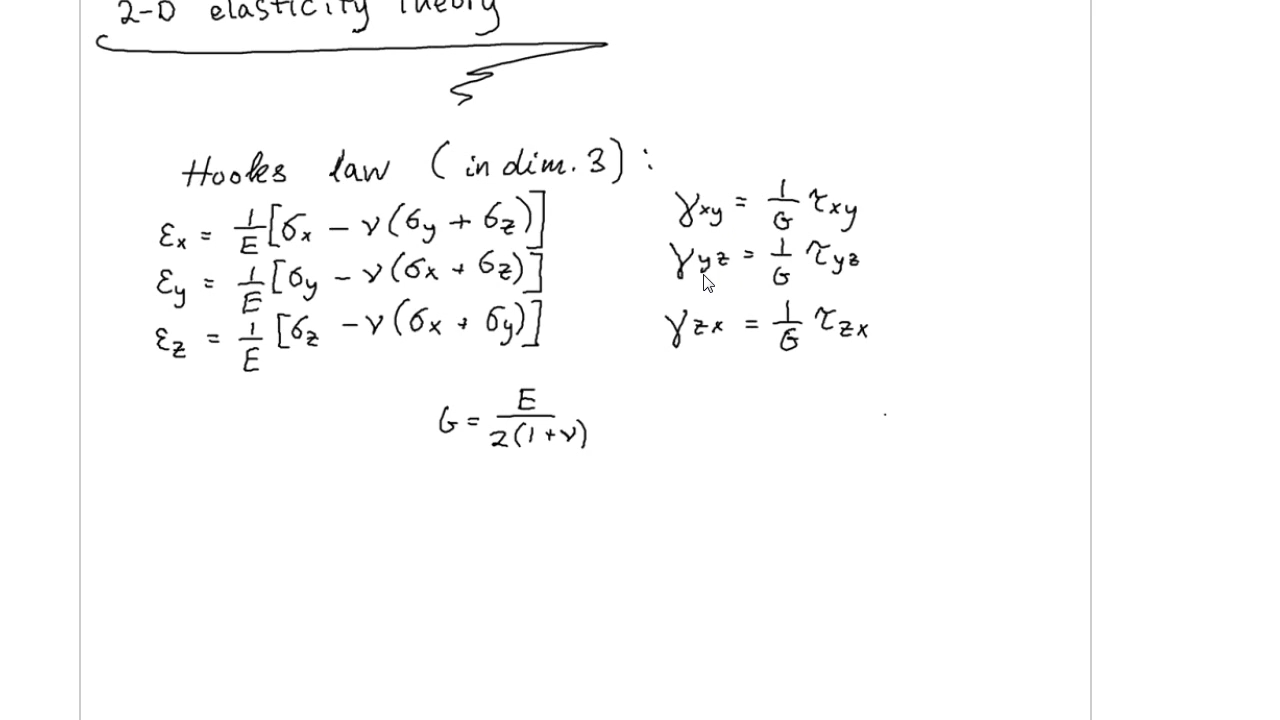 2-D elasticity theory
Hooks law (in dim. 3):
εx = 1/E [σx − ν(σy + σz)]
εy = 1/E [σy − ν(σx + σz)]
εz = 1/E [σz − ν(σx + σy)]
γxy = 1/G τxy
γyz = 1/G τyz
γzx = 1/G τzx
G = E/2(1+ν)